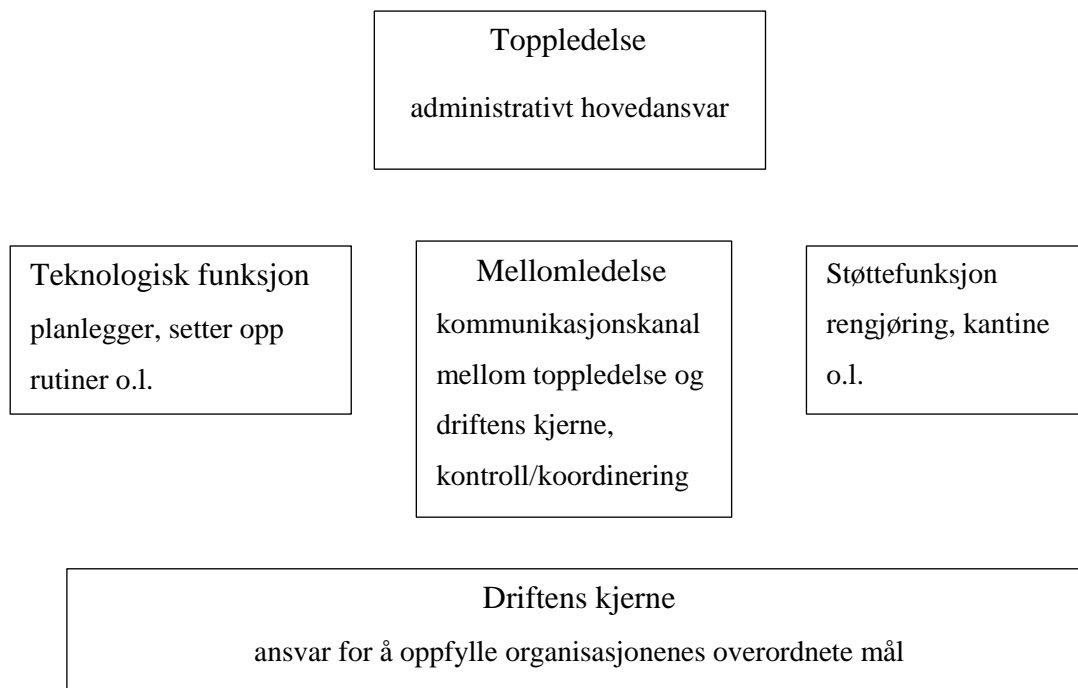 Toppledelse
administrativt hovedansvar
Teknologisk funksjon
planlegger, setter opp
rutiner o.l.
Mellomledelse
kommunikasjonskanal
mellom toppledelse og
driftens kjerne,
kontroll/koordinering
Støttefunksjon
rengjøring, kantine
o.l.
Driftens kjerne
ansvar for å oppfylle organisasjonenes overordnete mål